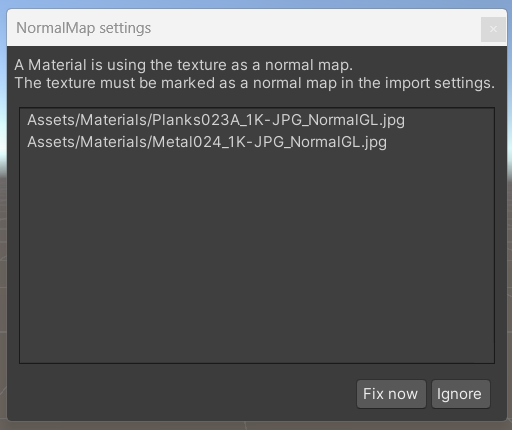 NormalMap settings
A Material is using the texture as a normal map.
The texture must be marked as a normal map in the import settings.
Assets/Materials/Planks023A_1K-JPG_NormalGL.jpg
Assets/Materials/Metal024_1K-JPG_NormalGL.jpg
Fix now Ignore